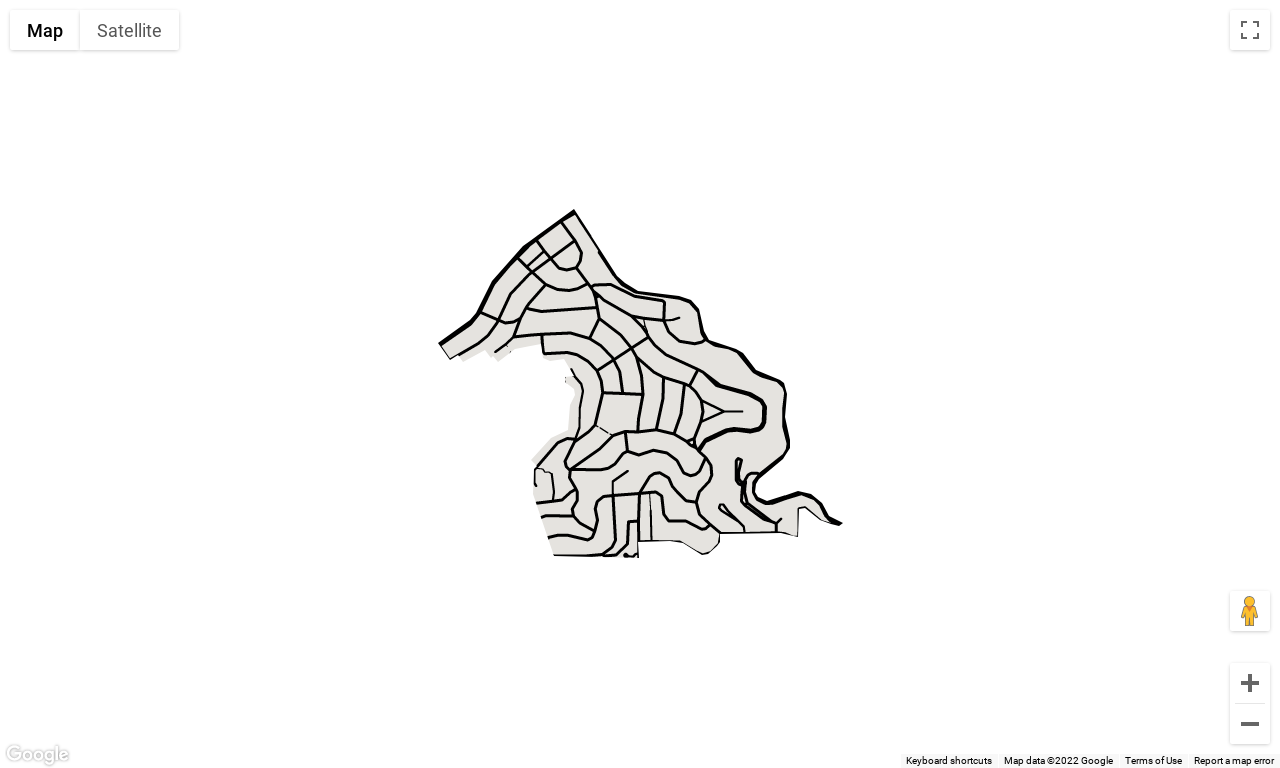 Map Satellite
Google
Keyboard shortcuts Map data ©2022 Google Terms of Use Report a map error